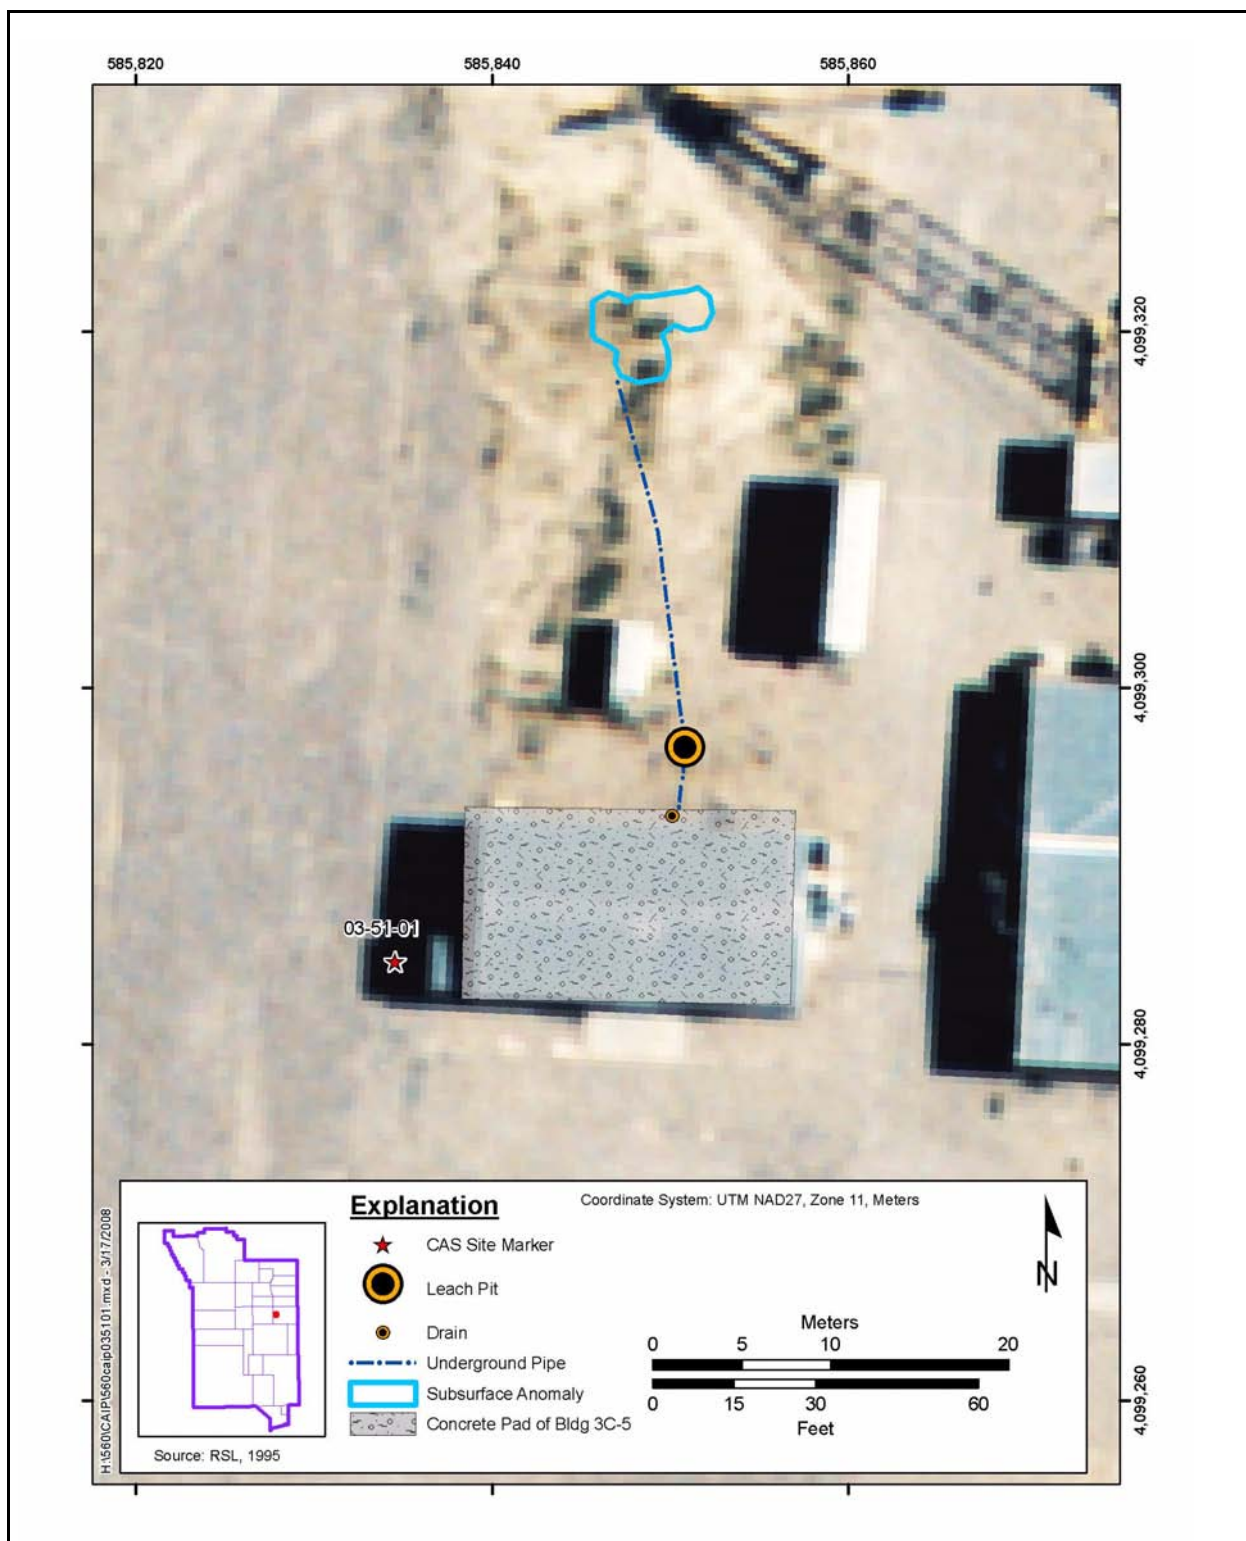 585,820
585,840
585,860
4,099,320
4,099,300
4,099,280
4,099,260
03-51-01
H:\560\CAIP\560caip035101.mxd - 3/17/2008
Explanation
Coordinate System: UTM NAD27, Zone 11, Meters
CAS Site Marker
Leach Pit
Drain
Underground Pipe
Subsurface Anomaly
Concrete Pad of Bldg 3C-5
Source: RSL, 1995
N
Meters
0 5 10 20
0 15 30 60
Feet